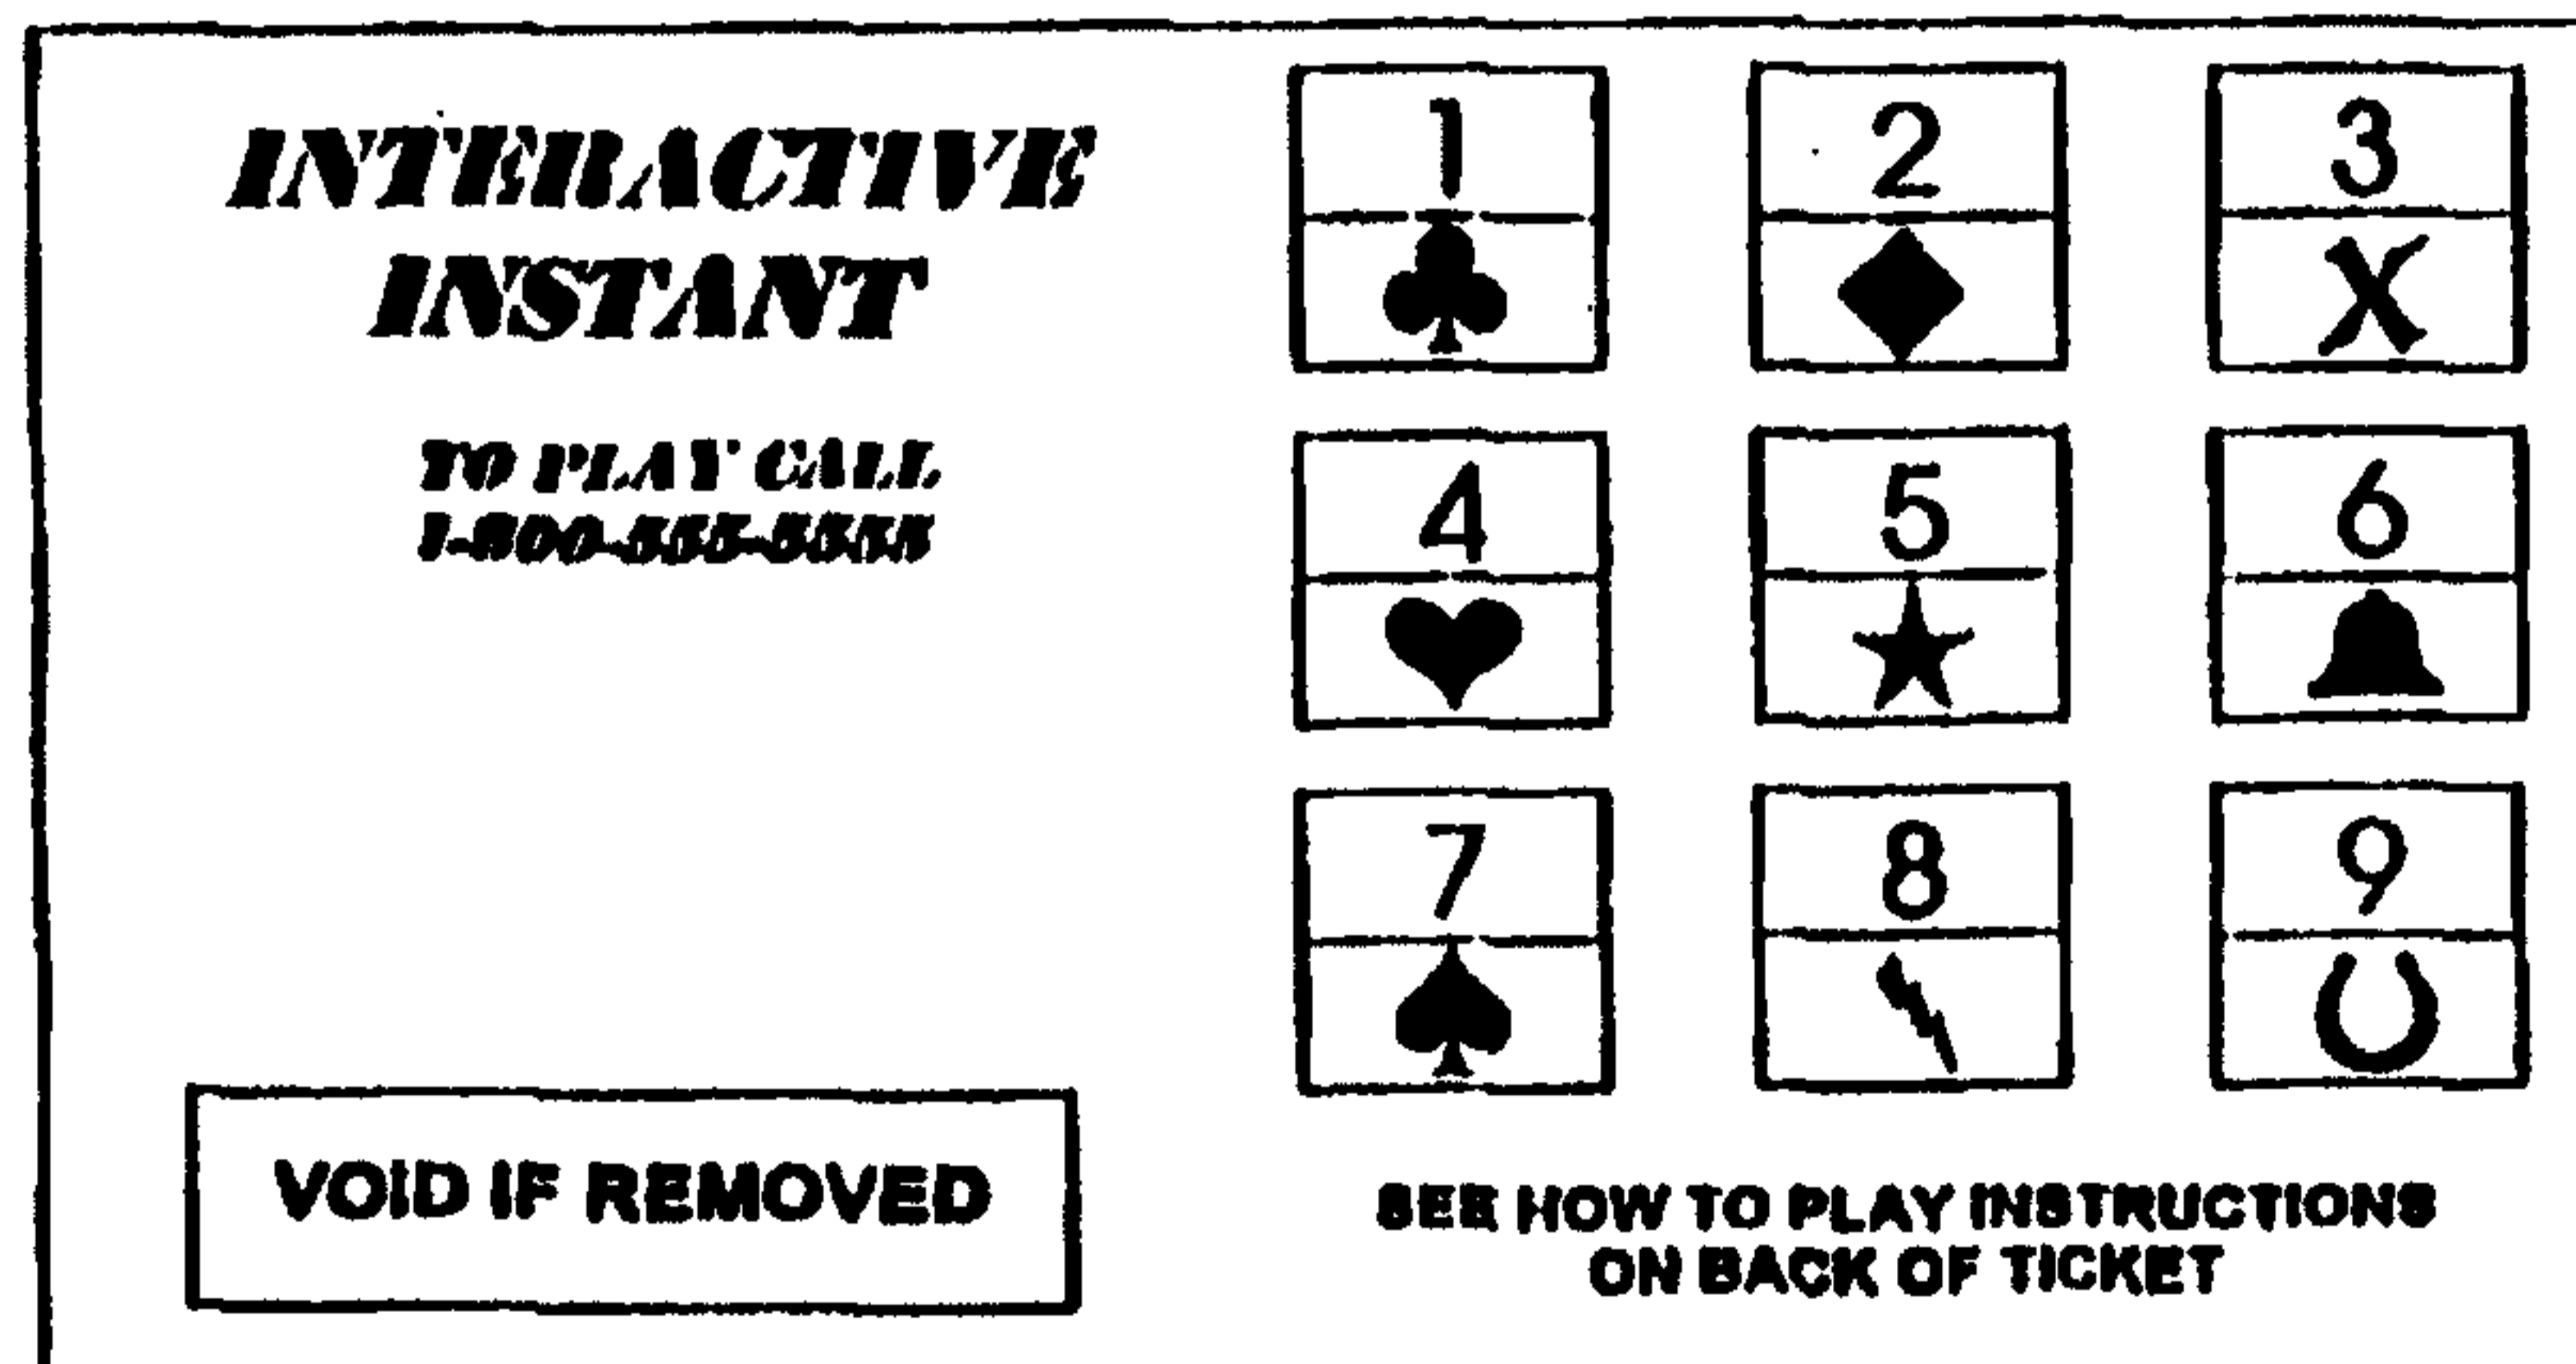 INTERACTIVE
INSTANT
TO PLAY CALL
1-800-555-5555
VOID IF REMOVED
1 2 3
X
4 5 6
7 8 9
SEE HOW TO PLAY INSTRUCTIONS
ON BACK OF TICKET